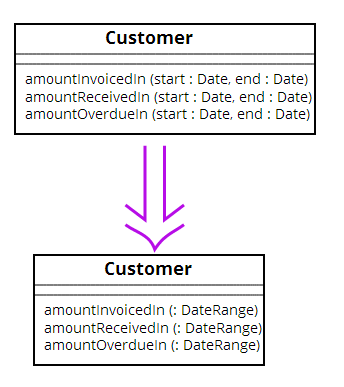 Customer
amountInvoicedIn (start : Date, end : Date)
amountReceivedIn (start : Date, end : Date)
amountOverdueIn (start : Date, end : Date)
Customer
amountInvoicedIn (: DateRange)
amountReceivedIn (: DateRange)
amountOverdueIn (: DateRange)